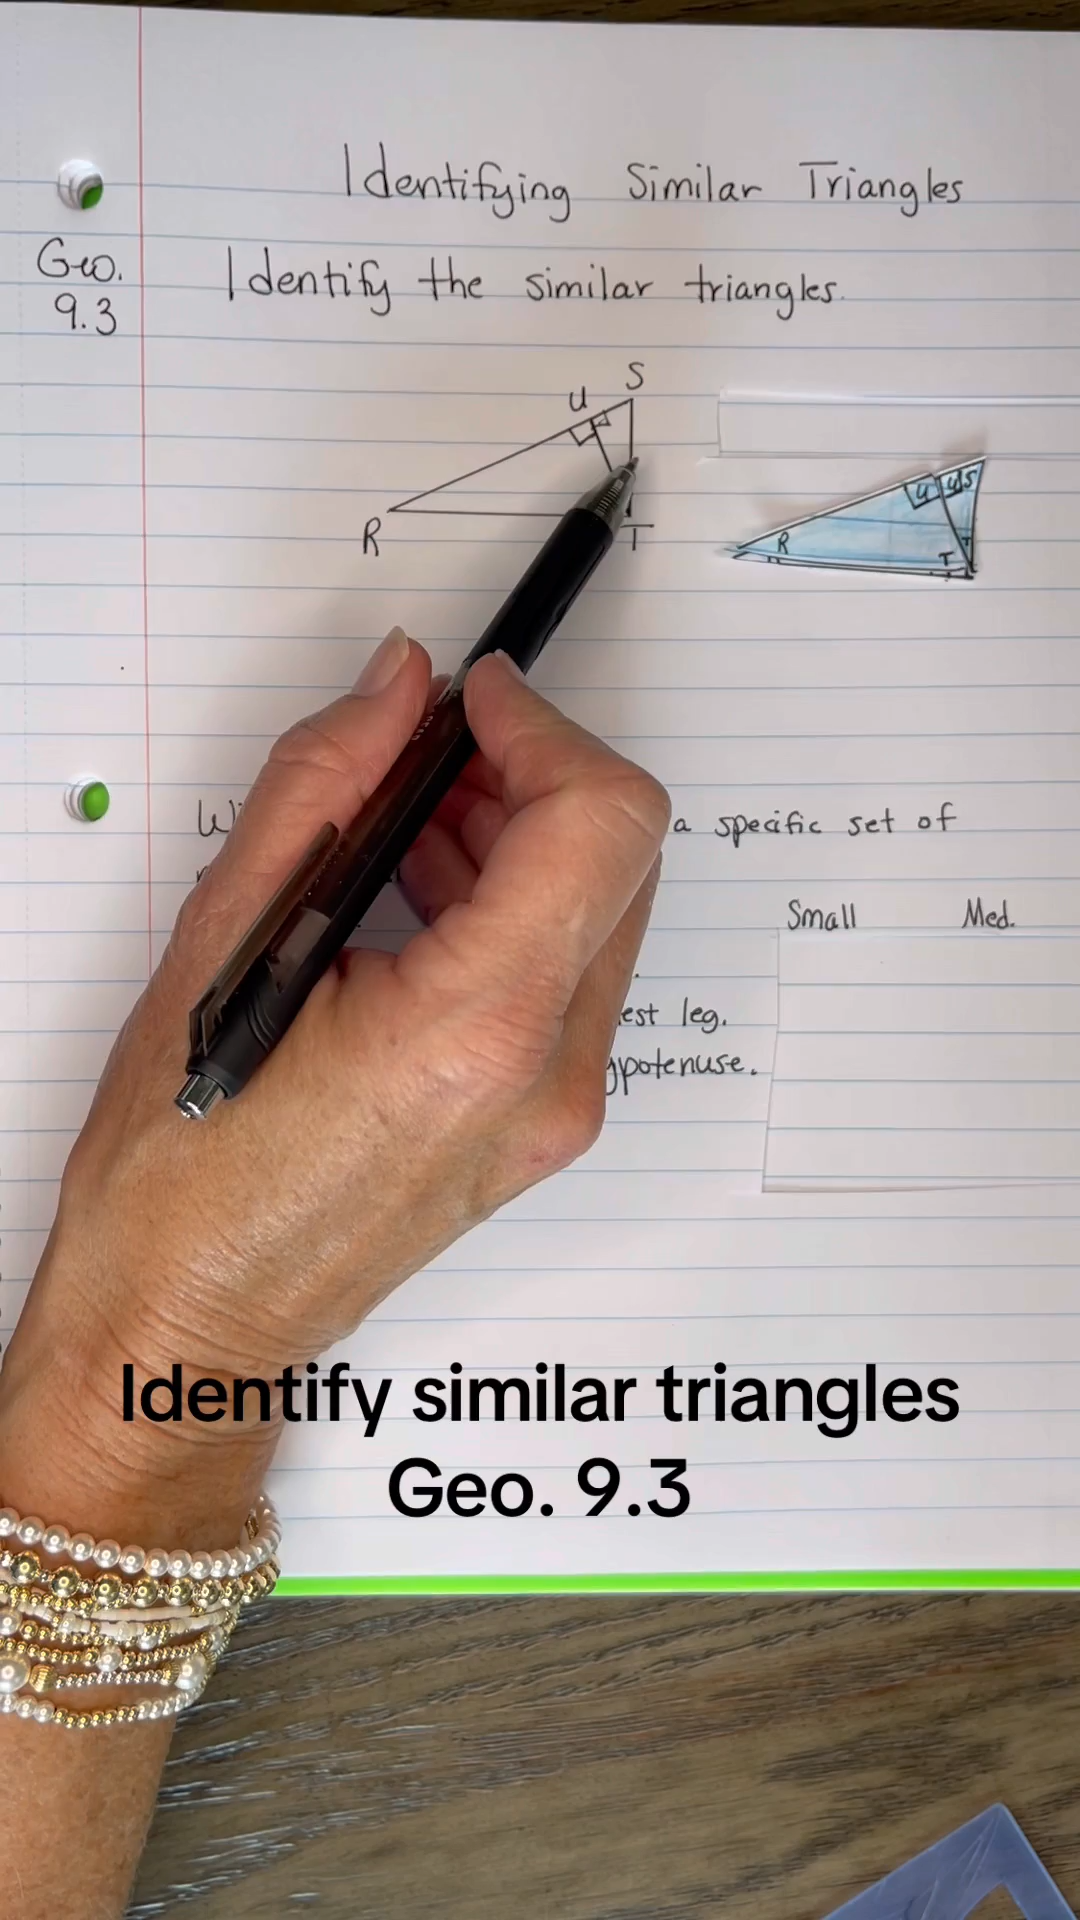 Identifying Similar Triangles
Geo.
9.3
Identify the similar triangles.
S
U
R
T
U U S
R T T
a specific set of
Small Med.
est leg.
ypotenuse.
Identify similar triangles
Geo. 9.3